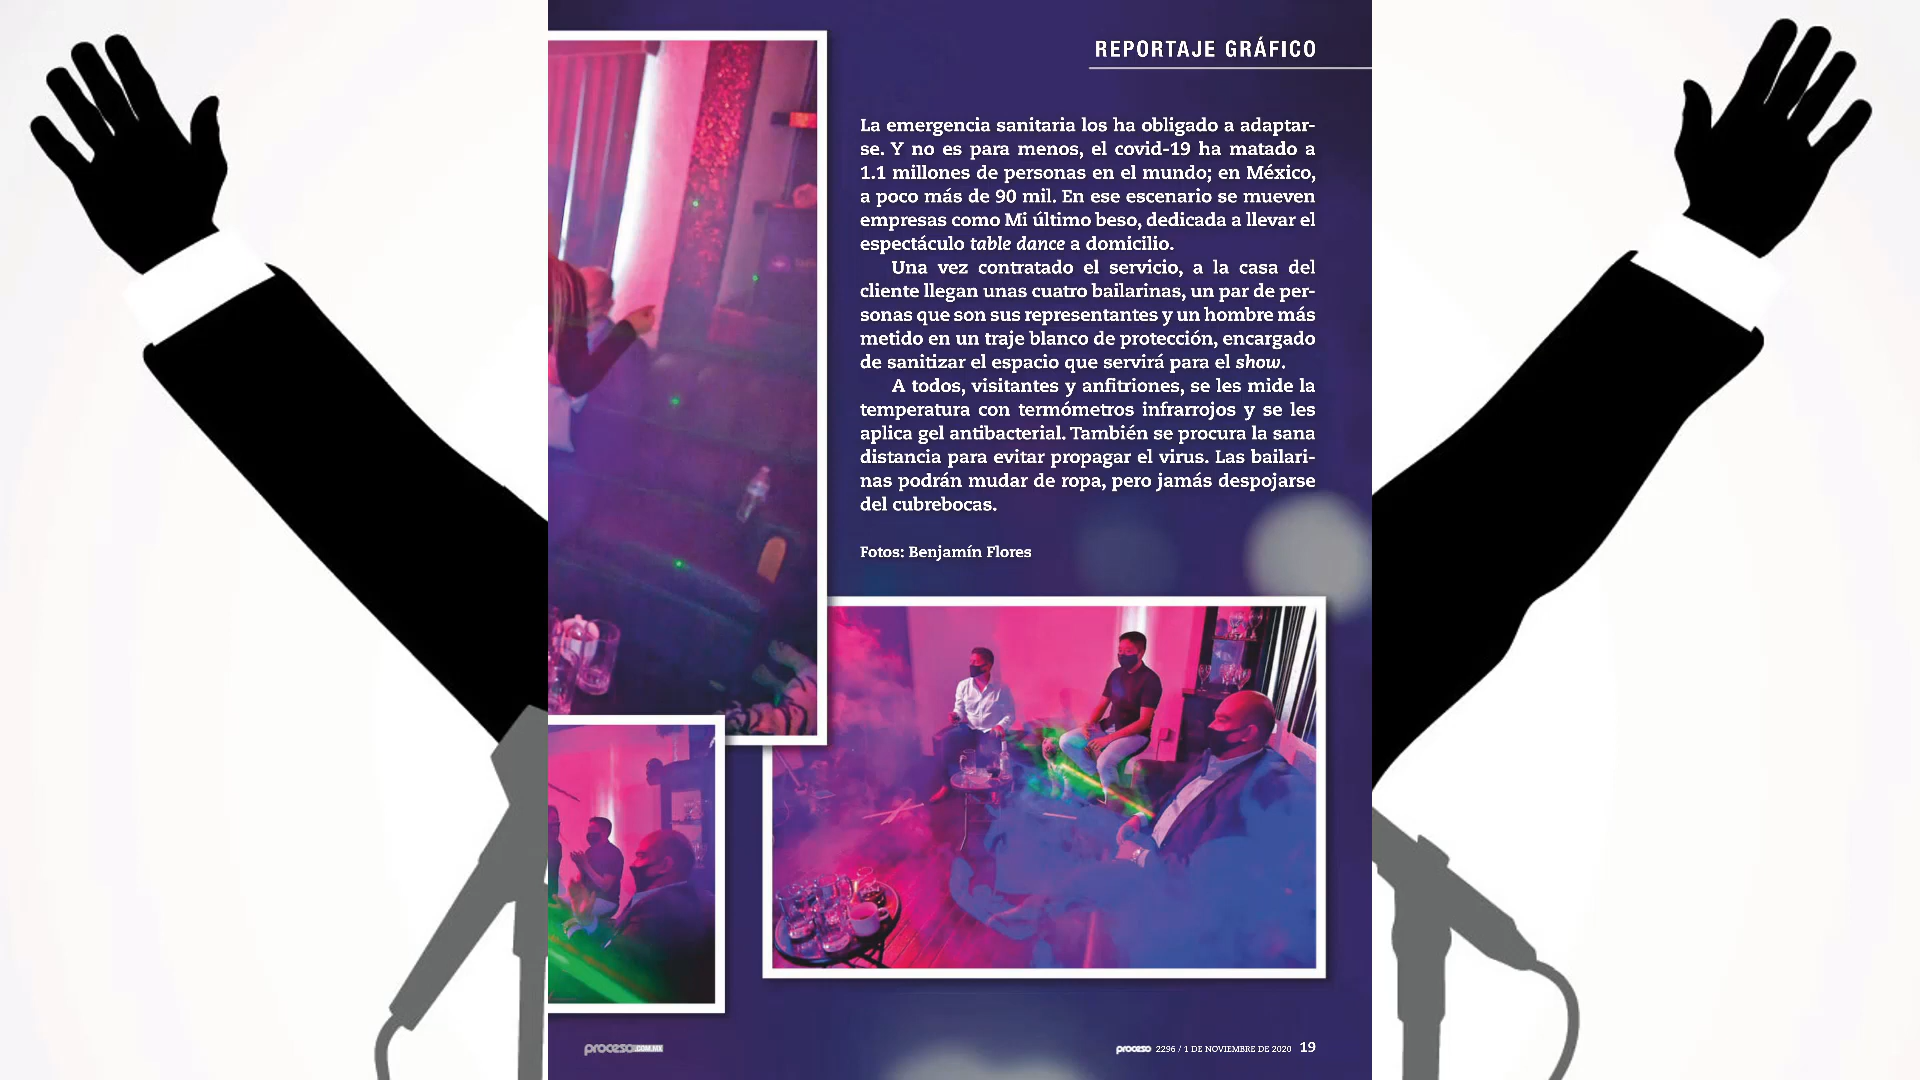 REPORTAJE GRÁFICO
La emergencia sanitaria los ha obligado a adaptar-
se. Y no es para menos, el covid-19 ha matado a
1.1 millones de personas en el mundo; en México,
a poco más de 90 mil. En ese escenario se mueven
empresas como Mi último beso, dedicada a llevar el
espectáculo table dance a domicilio.
Una vez contratado el servicio, a la casa del
cliente llegan unas cuatro bailarinas, un par de per-
sonas que son sus representantes y un hombre más
metido en un traje blanco de protección, encargado
de sanitizar el espacio que servirá para el show.
A todos, visitantes y anfitriones, se les mide la
temperatura con termómetros infrarrojos y se les
aplica gel antibacterial. También se procura la sana
distancia para evitar propagar el virus. Las bailari-
nas podrán mudar de ropa, pero jamás despojarse
del cubrebocas.
Fotos: Benjamín Flores
proceso.COM.MX
proceso 2296 / 1 DE NOVIEMBRE DE 2020 19